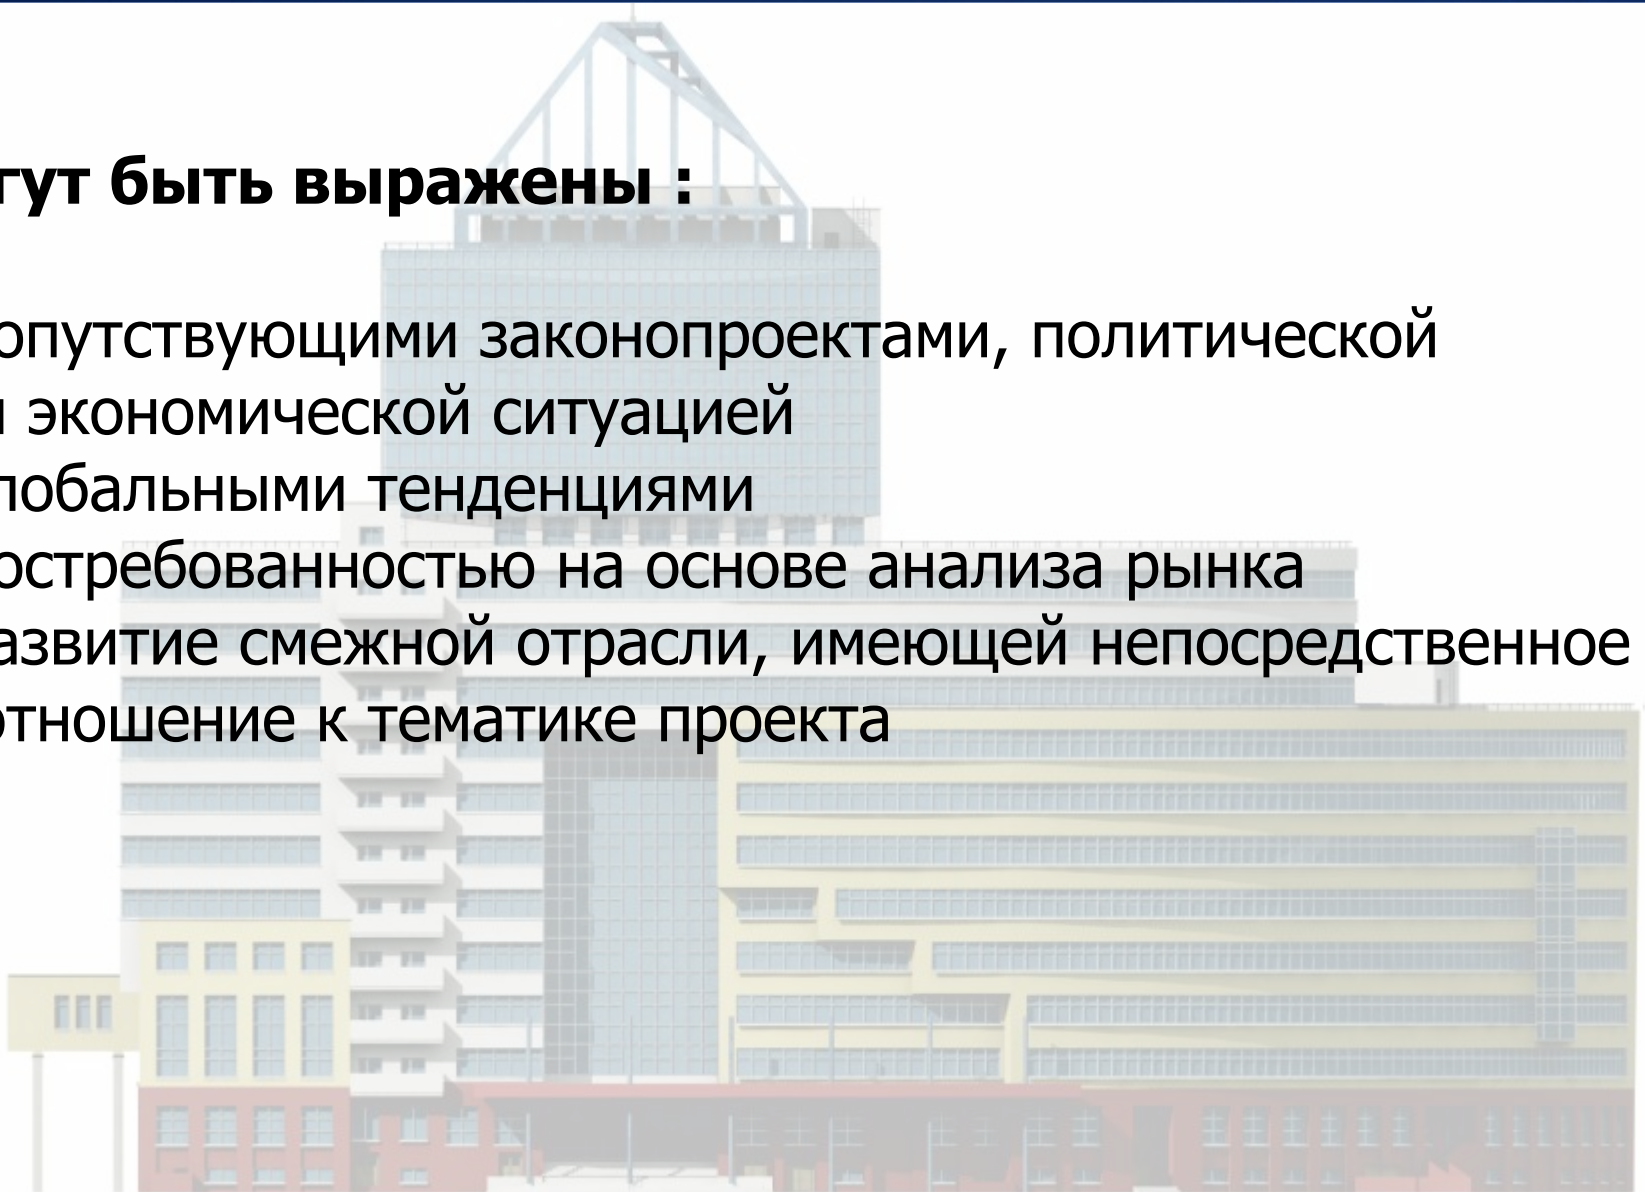 гут быть выражены :
опутствующими законопроектами, политической
и экономической ситуацией
лобальными тенденциями
остребованностью на основе анализа рынка
азвитие смежной отрасли, имеющей непосредственное
отношение к тематике проекта